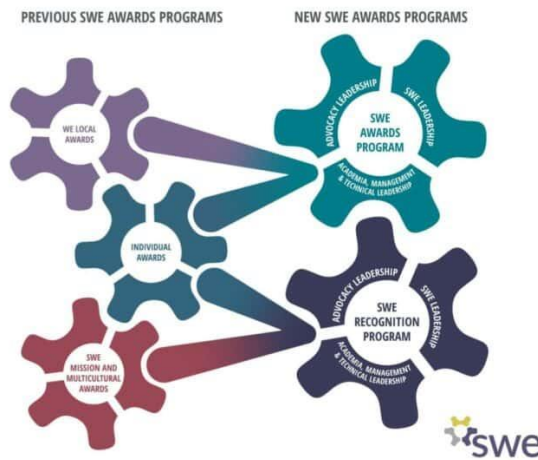 PREVIOUS SWE AWARDS PROGRAMS
NEW SWE AWARDS PROGRAMS
WE LOCAL
AWARDS
INDIVIDUAL
AWARDS
SWE
MISSION AND
MULTICULTURAL
AWARDS
ADVOCACY LEADERSHIP
SWE LEADERSHIP
ACADEMIA, MANAGEMENT
& TECHNICAL LEADERSHIP
SWE
AWARDS
PROGRAM
ADVOCACY LEADERSHIP
SWE LEADERSHIP
ACADEMIA, MANAGEMENT
& TECHNICAL LEADERSHIP
SWE
RECOGNITION
PROGRAM
swe